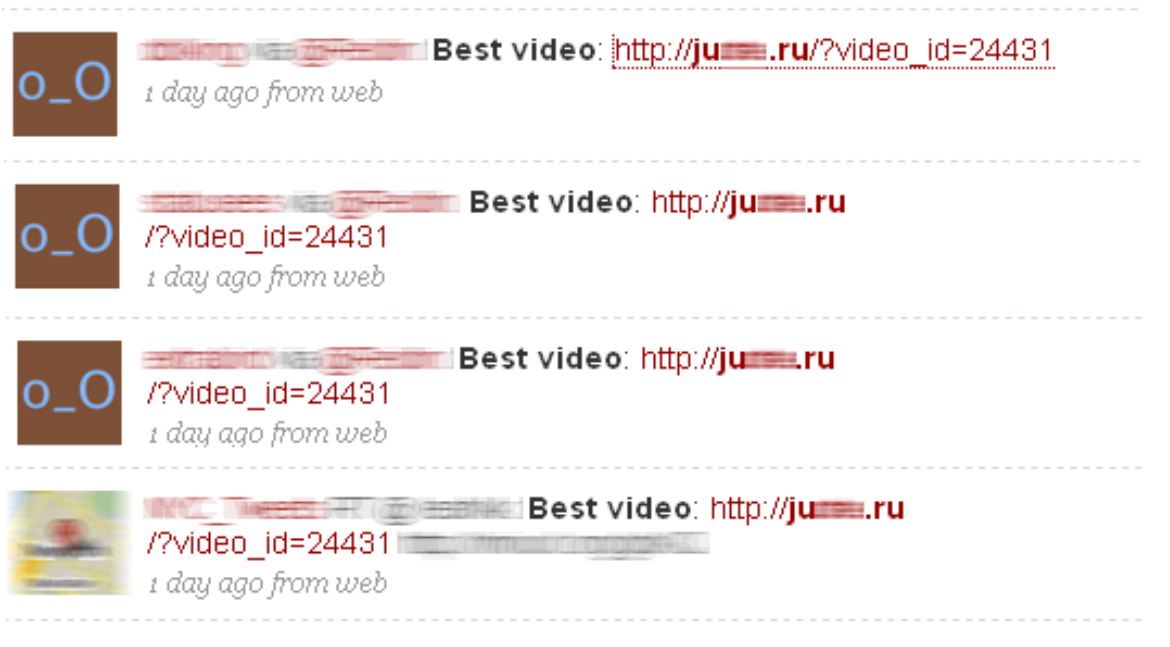 o_O
Best video: http://ju
.ru/?video_id=24431
1 day ago from web
o_O
Best video: http://ju
.ru
/?video_id=24431
1 day ago from web
o_O
Best video: http://ju
.ru
/?video_id=24431
1 day ago from web
Best video: http://ju
.ru
/?video_id=24431
1 day ago from web